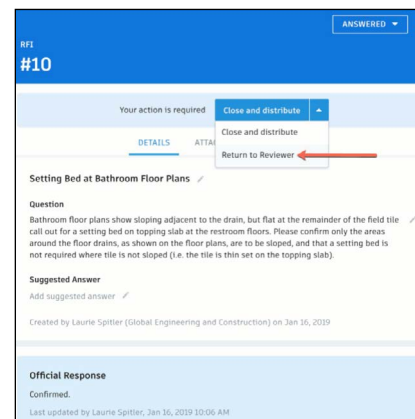 ANSWERED
RFI
#10
Your action is required Close and distribute
Close and distribute
DETAILS ATTA
Return to Reviewer
Setting Bed at Bathroom Floor Plans
Question
Bathroom floor plans show sloping adjacent to the drain, but flat at the remainder of the field tile
call out for a setting bed on topping slab at the restroom floors. Please confirm only the areas
around the floor drains, as shown on the floor plans, are to be sloped, and that a setting bed is
not required where tile is not sloped (i.e. the tile is thin set on the topping slab).
Suggested Answer
Add suggested answer
Created by Laurie Spitler (Global Engineering and Construction) on Jan 16, 2019
Official Response
Confirmed.
Last updated by Laurie Spitler, Jan 16, 2019 10:06 AM